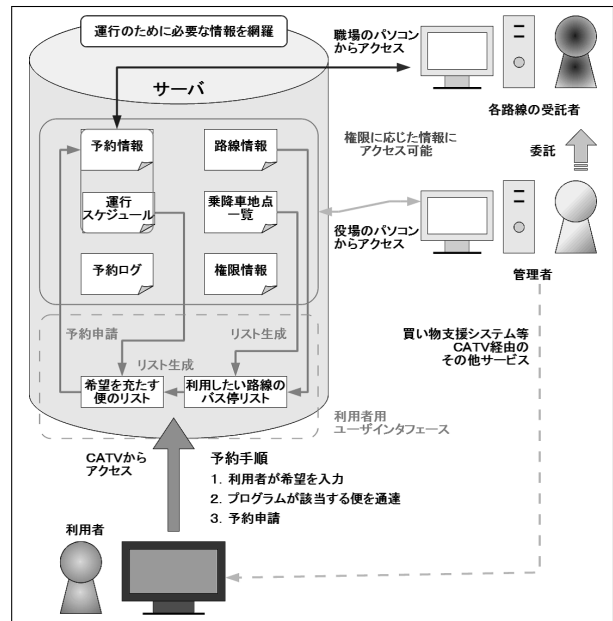 運行のために必要な情報を網羅
サーバ
職場のパソコン
からアクセス
各路線の受託者
予約情報
路線情報
権限に応じた情報に
アクセス可能
委託
運行
スケジュール
乗降車地点
一覧
役場のパソコン
からアクセス
管理者
予約ログ
権限情報
予約申請
リスト生成
リスト生成
買い物支援システム等
CATV経由の
その他サービス
希望を充たす
便のリスト
利用したい路線の
バス停リスト
利用者用
ユーザインタフェース
CATVから
アクセス
予約手順
1. 利用者が希望を入力
2. プログラムが該当する便を通達
3. 予約申請
利用者